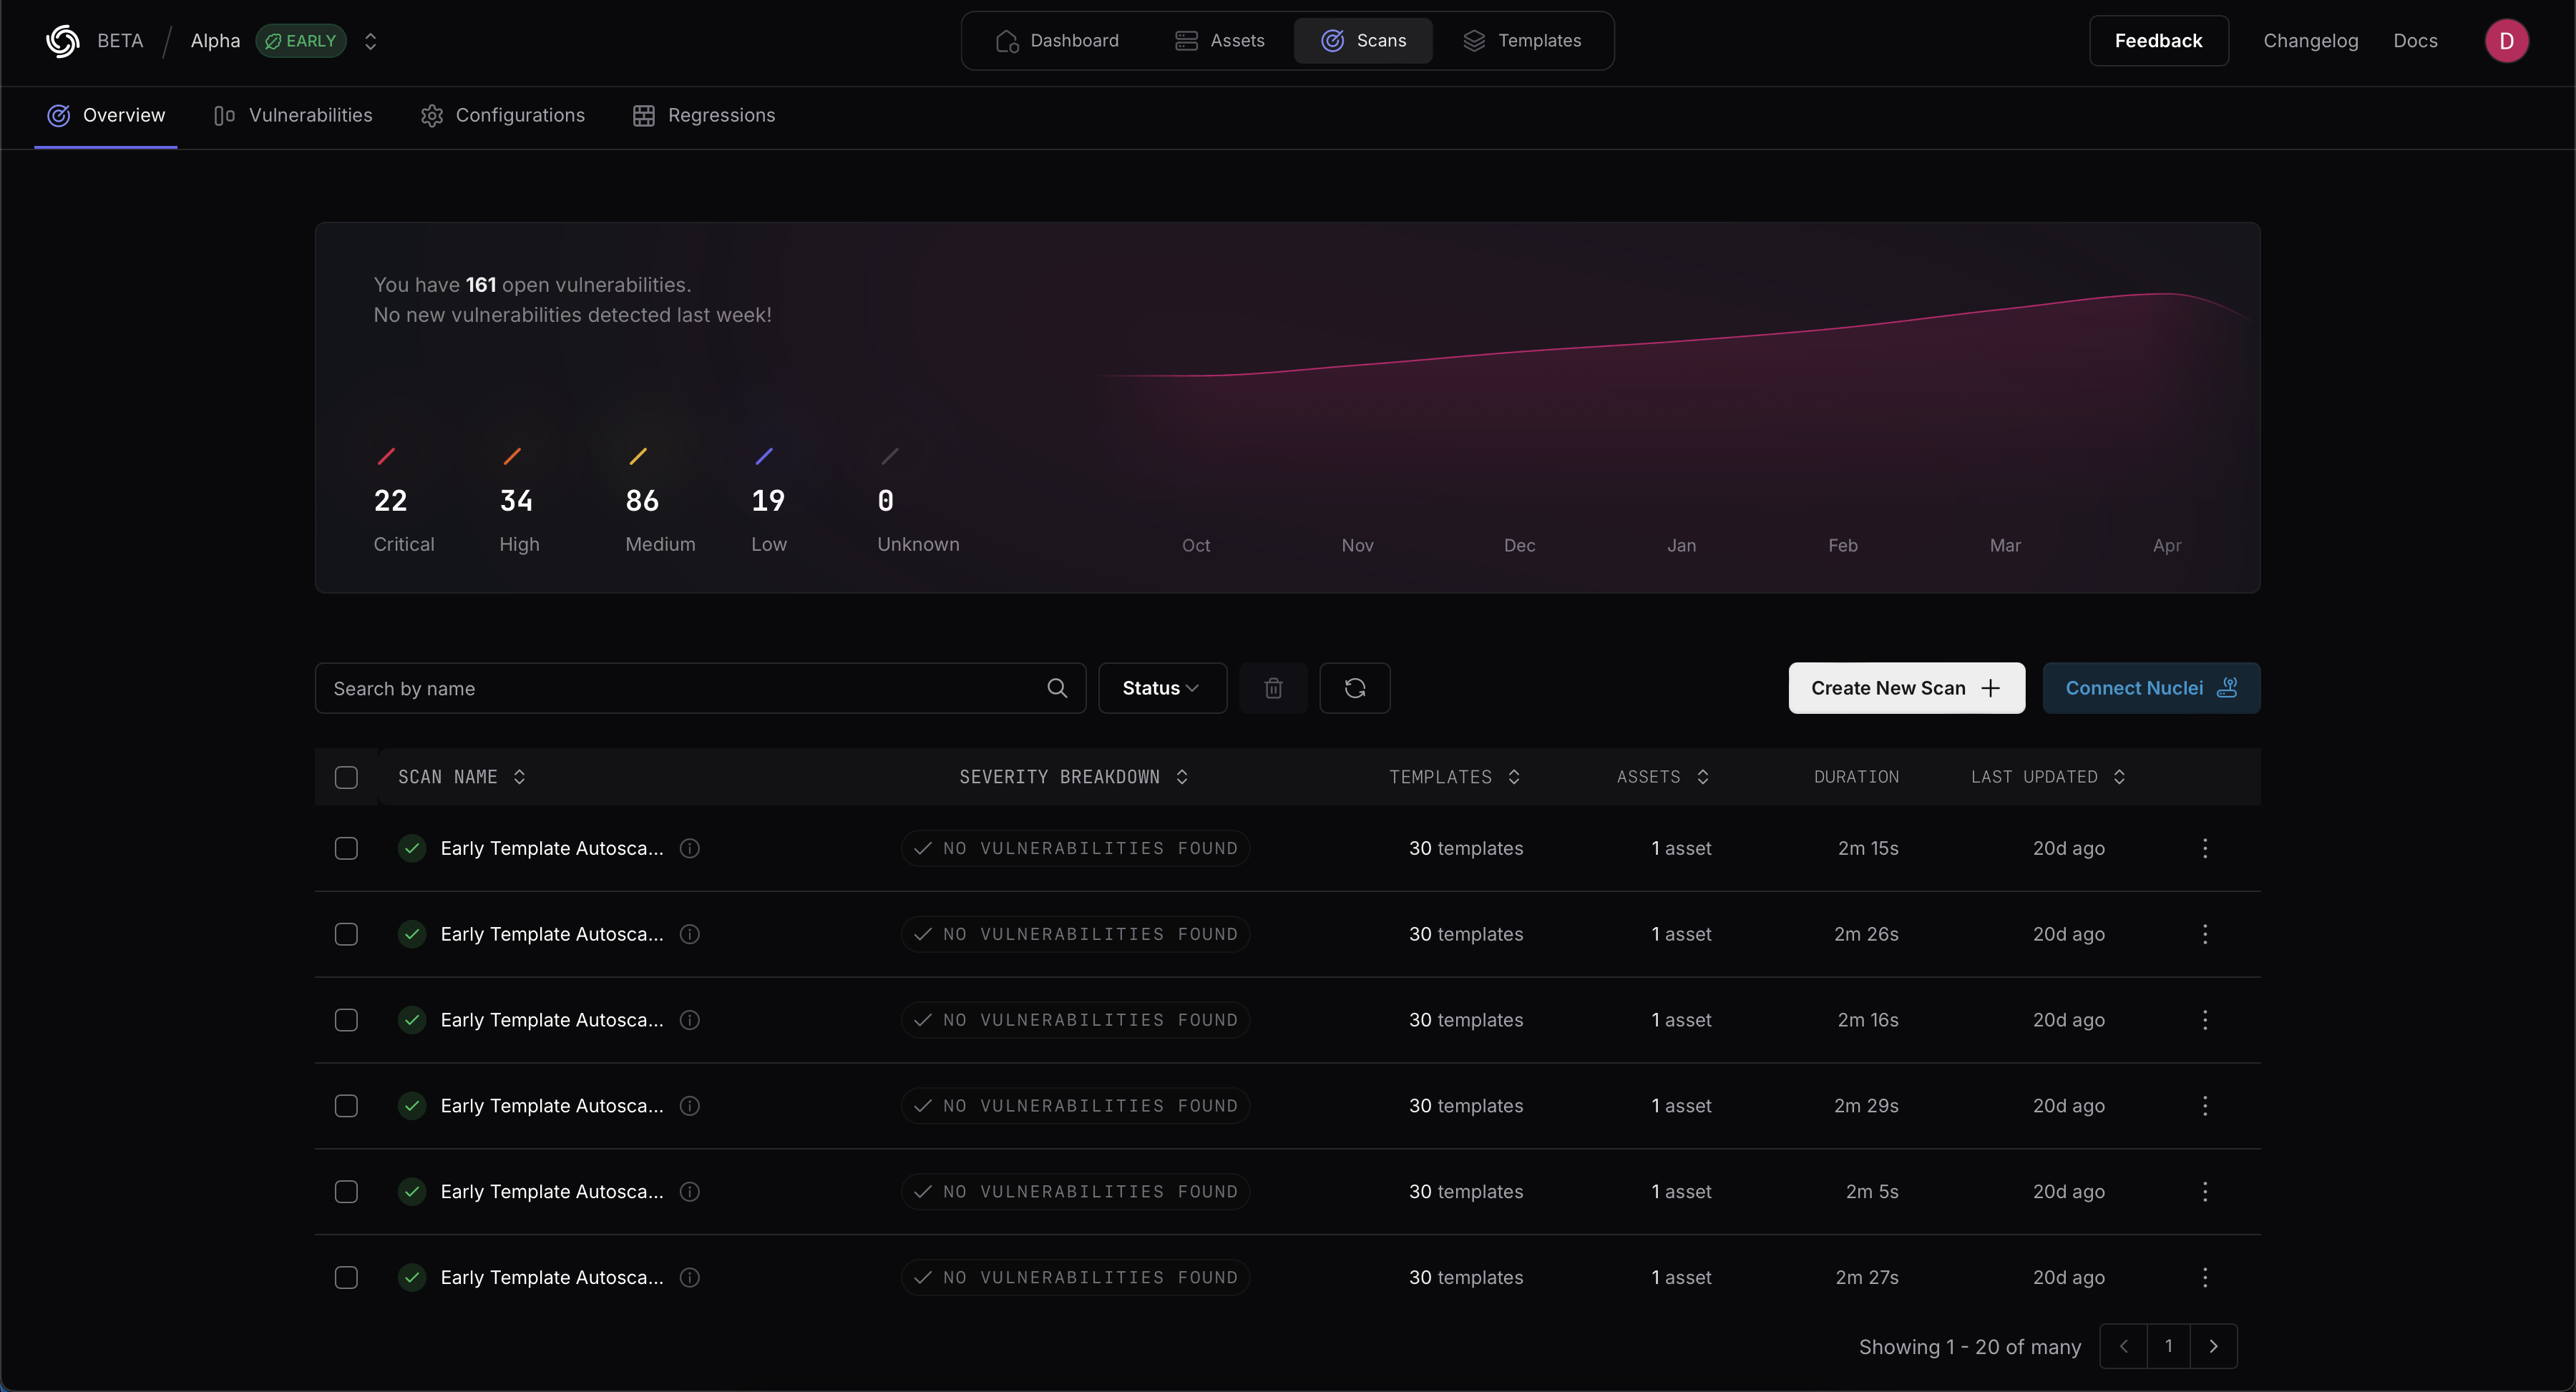 BETA / Alpha EARLY
Dashboard Assets Scans Templates
Feedback Changelog Docs D
Overview Vulnerabilities Configurations Regressions
You have 161 open vulnerabilities.
No new vulnerabilities detected last week!
22 34 86 19 0
Critical High Medium Low Unknown
Oct Nov Dec Jan Feb Mar Apr
Search by name Status Create New Scan Connect Nuclei
SCAN NAME SEVERITY BREAKDOWN TEMPLATES ASSETS DURATION LAST UPDATED
Early Template Autosca... NO VULNERABILITIES FOUND 30 templates 1 asset 2m 15s 20d ago
Early Template Autosca... NO VULNERABILITIES FOUND 30 templates 1 asset 2m 26s 20d ago
Early Template Autosca... NO VULNERABILITIES FOUND 30 templates 1 asset 2m 16s 20d ago
Early Template Autosca... NO VULNERABILITIES FOUND 30 templates 1 asset 2m 29s 20d ago
Early Template Autosca... NO VULNERABILITIES FOUND 30 templates 1 asset 2m 5s 20d ago
Early Template Autosca... NO VULNERABILITIES FOUND 30 templates 1 asset 2m 27s 20d ago
Showing 1 - 20 of many 1